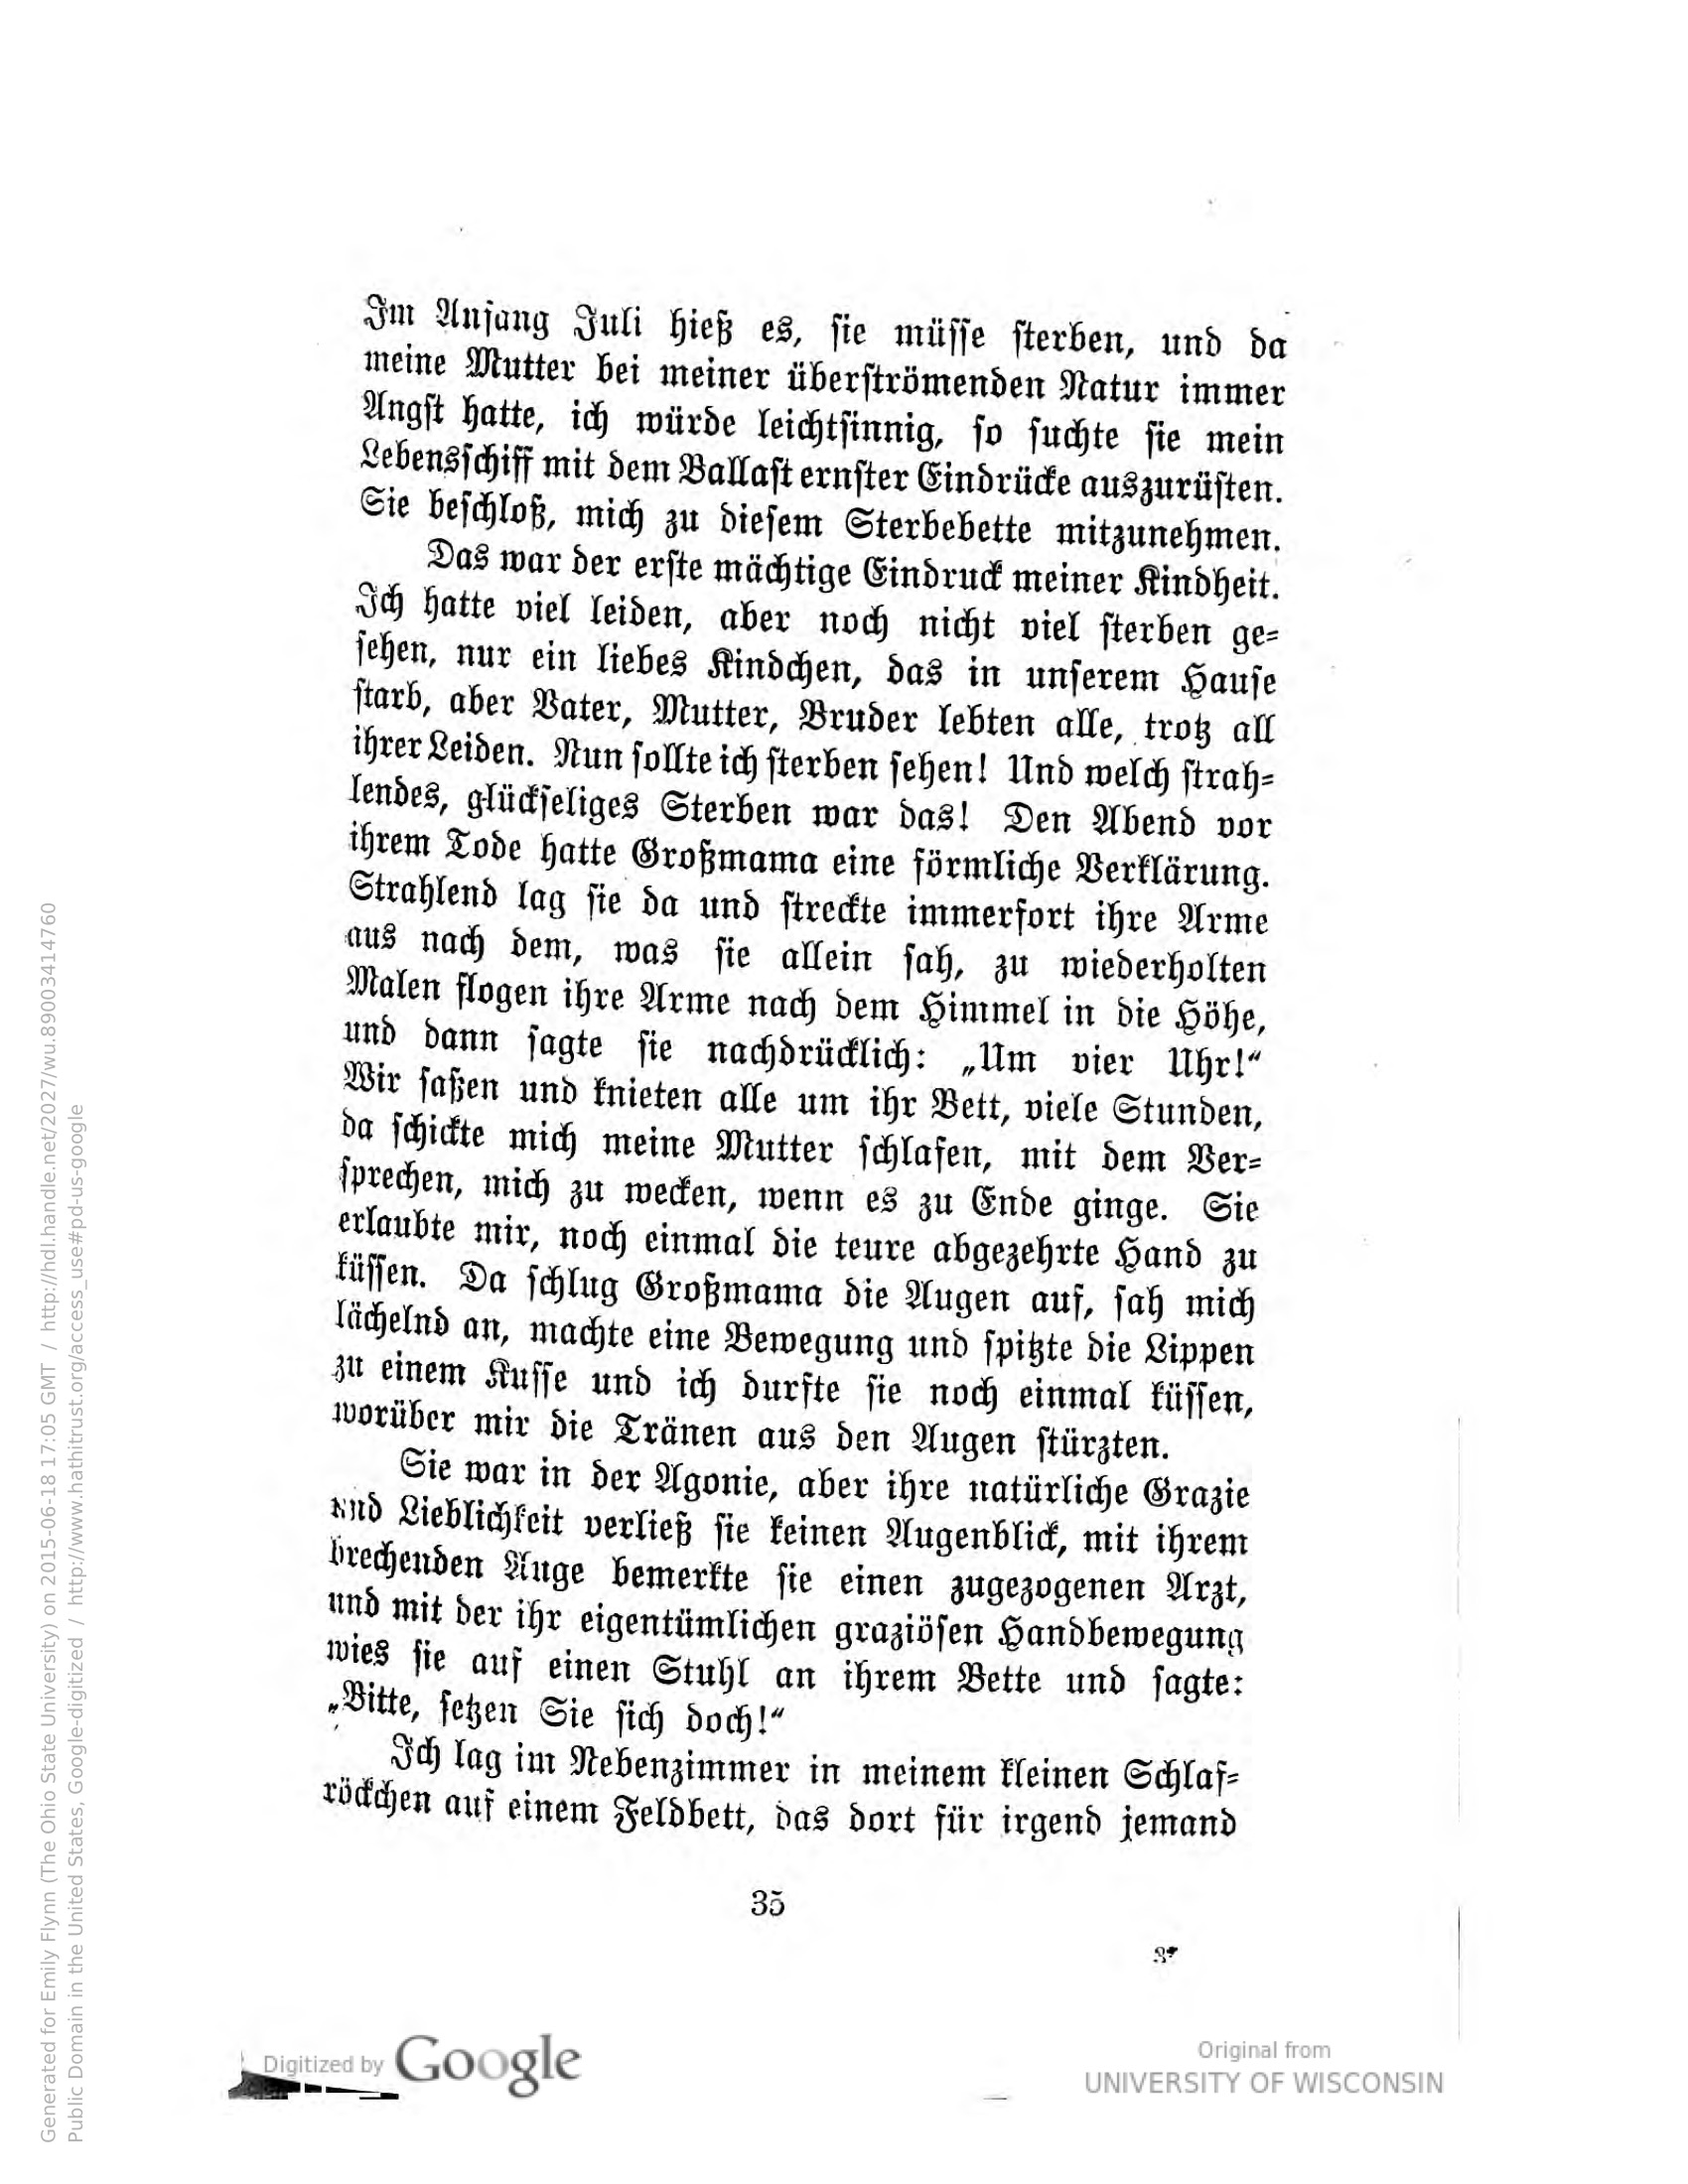 Im Anfang Juli hieß es, sie müsse sterben, und da
meine Mutter bei meiner überströmenden Natur immer
Angst hatte, ich würde leichtsinnig, so suchte sie mein
Lebensschiff mit dem Ballast ernster Eindrücke auszurüsten.
Sie beschloß, mich zu diesem Sterbebette mitzunehmen.
Das war der erste mächtige Eindruck meiner Kindheit.
Ich hatte viel leiden, aber noch nicht viel sterben ge-
sehen, nur ein liebes Kindchen, das in unserem Hause
starb, aber Vater, Mutter, Bruder lebten alle, trotz all
ihrer Leiden. Nun sollte ich sterben sehen! Und welch strah-
lendes, glückseliges Sterben war das! Den Abend vor
ihrem Tode hatte Großmama eine förmliche Verklärung.
Strahlend lag sie da und streckte immerfort ihre Arme
aus nach dem, was sie allein sah, zu wiederholten
Malen flogen ihre Arme nach dem Himmel in die Höhe,
und dann sagte sie nachdrücklich: „Um vier Uhr!“
Wir saßen und knieten alle um ihr Bett, viele Stunden,
da schickte mich meine Mutter schlafen, mit dem Ver-
sprechen, mich zu wecken, wenn es zu Ende ginge. Sie
erlaubte mir, noch einmal die teure abgezehrte Hand zu
küssen. Da schlug Großmama die Augen auf, sah mich
lächelnd an, machte eine Bewegung und spitzte die Lippen
zu einem Kusse und ich durfte sie noch einmal küssen,
worüber mir die Tränen aus den Augen stürzten.
Sie war in der Agonie, aber ihre natürliche Grazie
und Lieblichkeit verließ sie keinen Augenblick, mit ihrem
brechenden Auge bemerkte sie einen zugezogenen Arzt,
und mit der ihr eigentümlichen graziösen Handbewegung
wies sie auf einen Stuhl an ihrem Bette und sagte:
„Bitte, setzen Sie sich doch!“
Ich lag im Nebenzimmer in meinem kleinen Schlaf-
röckchen auf einem Feldbett, das dort für irgend jemand
35
3*
Digitized by Google
Original from
UNIVERSITY OF WISCONSIN
Generated for Emily Flynn (The Ohio State University) on 2015-06-18 17:05 GMT / http://hdl.handle.net/2027/wu.89003414760
Public Domain in the United States, Google-digitized / http://www.hathitrust.org/access_use#pd-us-google